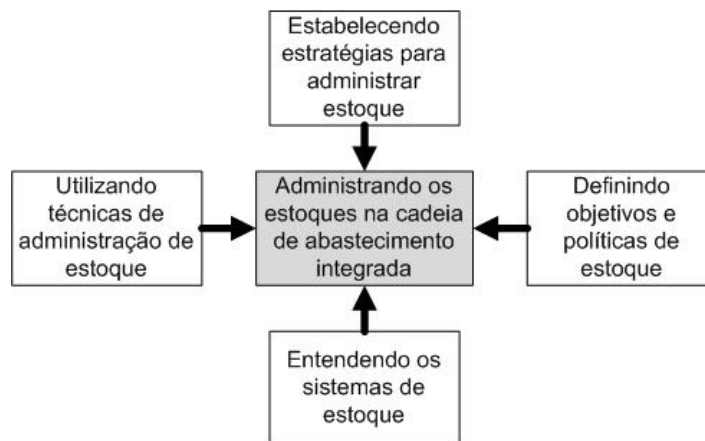 Estabelecendo
estratégias para
administrar
estoque
Utilizando
técnicas de
administração de
estoque
Administrando os
estoques na cadeia
de abastecimento
integrada
Definindo
objetivos e
políticas de
estoque
Entendendo os
sistemas de
estoque